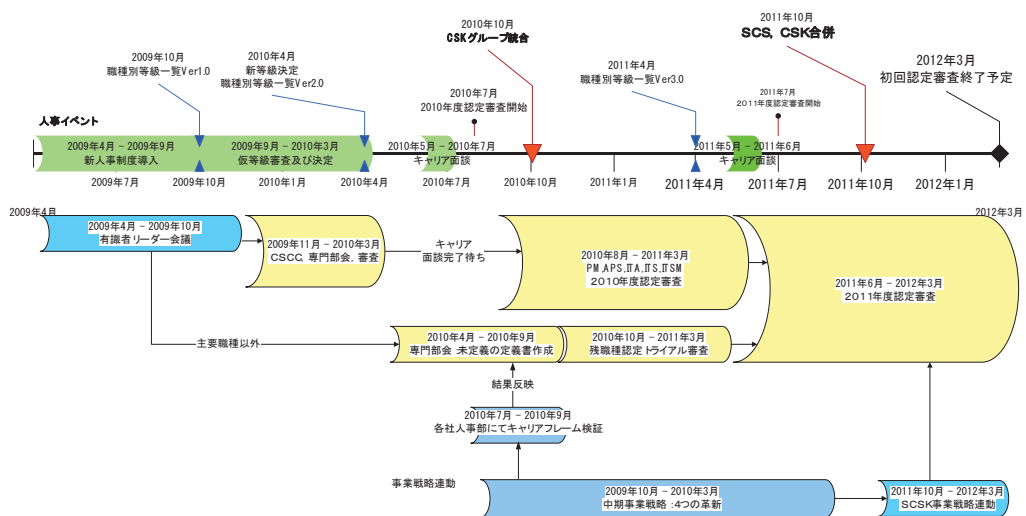 2010年10月
CSKグループ統合
2011年10月
SCS, CSK合併
2009年10月
職種別等級一覧Ver1.0
2010年4月
新等級決定
職種別等級一覧Ver2.0
2010年7月
2010年度認定審査開始
2011年4月
職種別等級一覧Ver3.0
2011年7月
2011年度認定審査開始
2012年3月
初回認定審査終了予定
人事イベント
2009年4月 - 2009年9月
新人事制度導入
2009年9月 - 2010年3月
仮等級審査及び決定
2010年5月 - 2010年7月
キャリア面談
2011年5月 - 2011年6月
キャリア面談
2009年7月
2009年10月
2010年1月
2010年4月
2010年7月
2010年10月
2011年1月
2011年4月
2011年7月
2011年10月
2012年1月
2009年4月
2012年3月
2009年4月 - 2009年10月
有識者リーダー会議
2009年11月 - 2010年3月
CSCC, 専門部会, 審査
キャリア
面談完了待ち
2010年8月 - 2011年3月
PM,APS,ITA,ITS,ITSM
2010年度認定審査
2011年6月 - 2012年3月
2011年度認定審査
主要職種以外
2010年4月 - 2010年9月
専門部会:未定義の定義書作成
2010年10月 - 2011年3月
残職種認定トライアル審査
結果反映
2010年7月 - 2010年9月
各社人事部にてキャリアフレーム検証
事業戦略連動
2009年10月 - 2010年3月
中期事業戦略:4つの革新
2011年10月 - 2012年3月
SCSK事業戦略連動